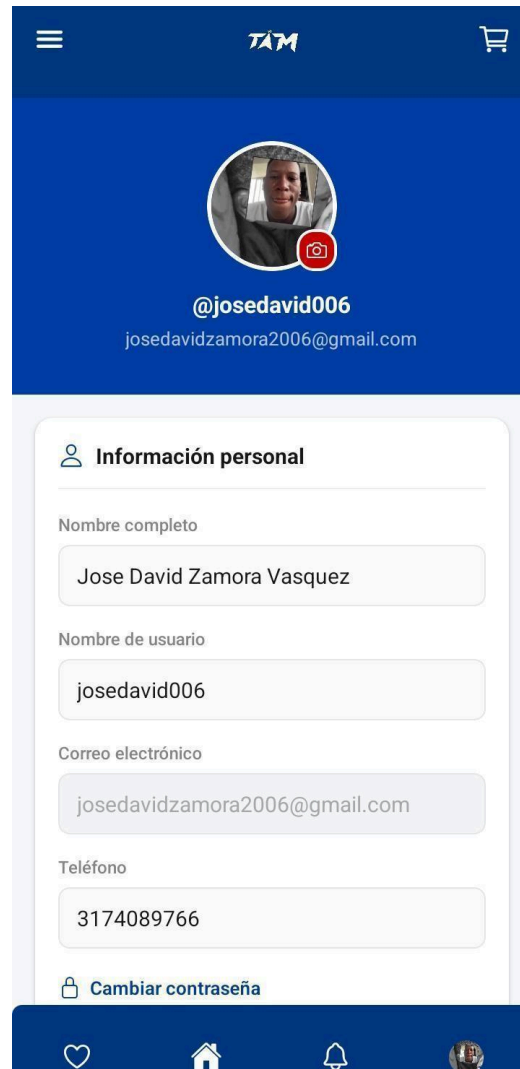 TAM
@josedavid006
josedavidzamora2006@gmail.com
Información personal
Nombre completo
Jose David Zamora Vasquez
Nombre de usuario
josedavid006
Correo electrónico
josedavidzamora2006@gmail.com
Teléfono
3174089766
Cambiar contraseña